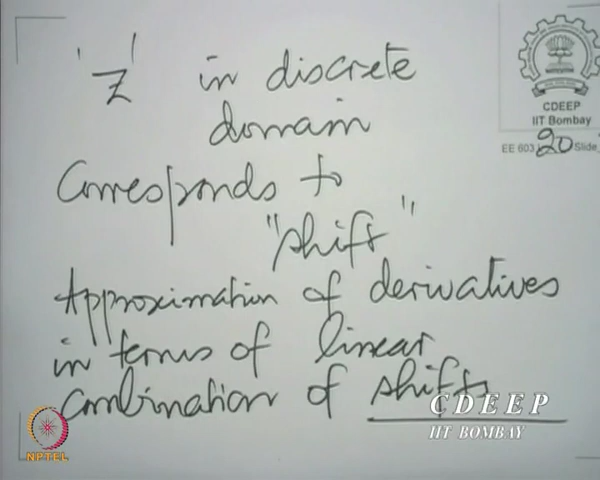 'Z' in discrete
domain
CDEEP
IIT Bombay
EE 603 20 Slide
Corresponds to
"shift"
Approximation of derivatives
in terms of linear
Combination of shifts
CDEEP
IIT BOMBAY
NPTEL